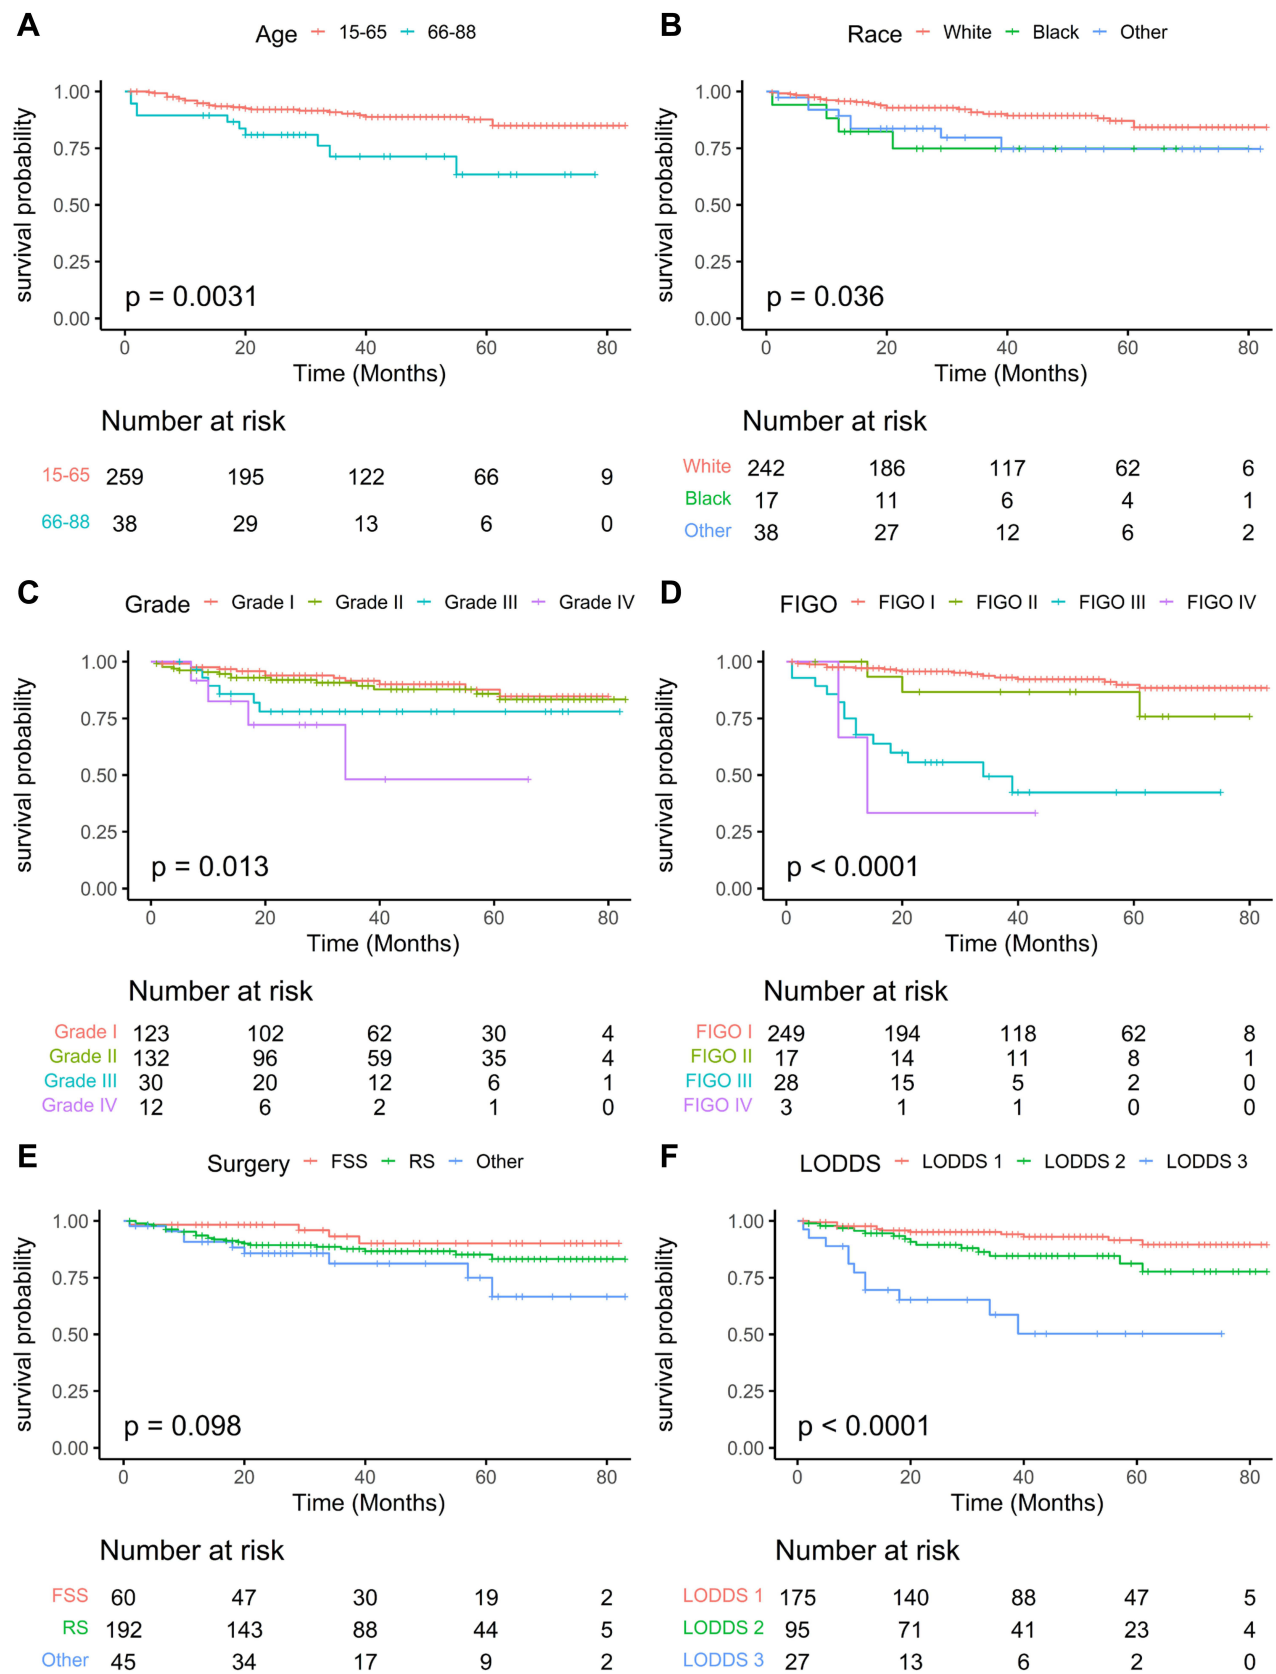 A
Age 15-65 66-88
survival probability
1.00
0.75
0.50
0.25
0.00
p = 0.0031
0 20 40 60 80
Time (Months)
Number at risk
15-65 259 195 122 66 9
66-88 38 29 13 6 0
B
Race White Black Other
survival probability
1.00
0.75
0.50
0.25
0.00
p = 0.036
0 20 40 60 80
Time (Months)
Number at risk
White 242 186 117 62 6
Black 17 11 6 4 1
Other 38 27 12 6 2
C
Grade Grade I Grade II Grade III Grade IV
survival probability
1.00
0.75
0.50
0.25
0.00
p = 0.013
0 20 40 60 80
Time (Months)
Number at risk
Grade I 123 102 62 30 4
Grade II 132 96 59 35 4
Grade III 30 20 12 6 1
Grade IV 12 6 2 1 0
D
FIGO FIGO I FIGO II FIGO III FIGO IV
survival probability
1.00
0.75
0.50
0.25
0.00
p < 0.0001
0 20 40 60 80
Time (Months)
Number at risk
FIGO I 249 194 118 62 8
FIGO II 17 14 11 8 1
FIGO III 28 15 5 2 0
FIGO IV 3 1 1 0 0
E
Surgery FSS RS Other
survival probability
1.00
0.75
0.50
0.25
0.00
p = 0.098
0 20 40 60 80
Time (Months)
Number at risk
FSS 60 47 30 19 2
RS 192 143 88 44 5
Other 45 34 17 9 2
F
LODDS LODDS 1 LODDS 2 LODDS 3
survival probability
1.00
0.75
0.50
0.25
0.00
p < 0.0001
0 20 40 60 80
Time (Months)
Number at risk
LODDS 1 175 140 88 47 5
LODDS 2 95 71 41 23 4
LODDS 3 27 13 6 2 0